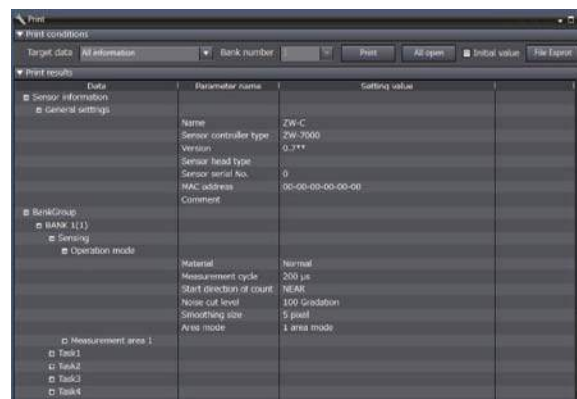 Print
Print conditions
Target data All information Bank number 1 Print All open Initial value File Exprot
Print results
Data Parameter name Setting value
Sensor information
General settings
Name ZW-C
Sensor controller type ZW-7000
Version 0.7**
Sensor head type
Sensor serial No. 0
MAC address 00-00-00-00-00-00
Comment
BankGroup
BANK 1(1)
Sensing
Operation mode
Material Normal
Measurement cycle 200 µs
Start direction of count NEAR
Noise cut level 100 Gradation
Smoothing size 5 pixel
Area mode 1 area mode
Measurement area 1
Task1
Task2
Task3
Task4